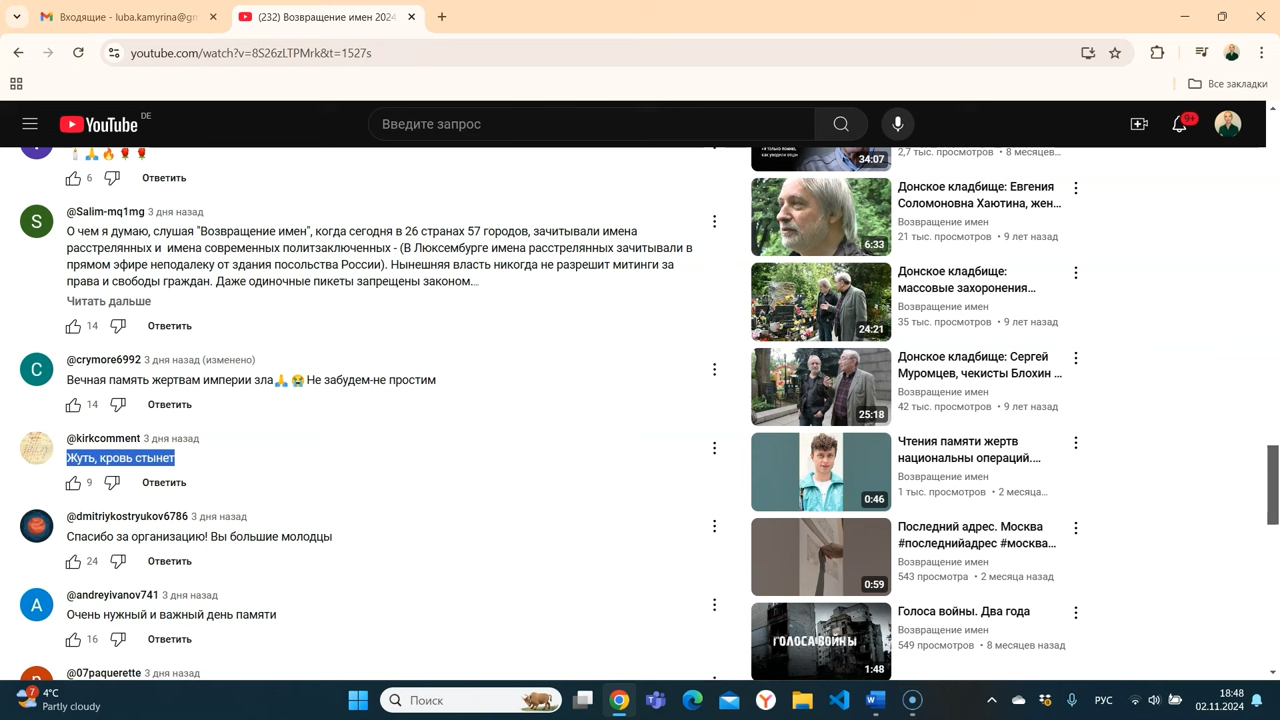 Входящие - luba.kamyrina@gm
(232) Возвращение имен 2024
youtube.com/watch?v=8S26zLTPMrk&t=1527s
Все закладки
YouTube DE
Введите запрос
9+
6
Ответить
@Salim-mq1mg 3 дня назад
О чем я думаю, слушая "Возвращение имен", когда сегодня в 26 странах 57 городов, зачитывали имена
расстрелянных и имена современных политзаключенных - (В Люксембурге имена расстрелянных зачитывали в
прямом эфире неподалеку от здания посольства России). Нынешняя власть никогда не разрешит митинги за
права и свободы граждан. Даже одиночные пикеты запрещены законом.…
Читать дальше
14
Ответить
@crymore6992 3 дня назад (изменено)
Вечная память жертвам империи зла🙏 😭 Не забудем-не простим
14
Ответить
@kirkcomment 3 дня назад
Жуть, кровь стынет
9
Ответить
@dmitriykostryukov6786 3 дня назад
Спасибо за организацию! Вы большие молодцы
24
Ответить
@andreyivanov741 3 дня назад
Очень нужный и важный день памяти
16
Ответить
@07paquerette 3 дня назад
34:07
2,7 тыс. просмотров • 8 месяцев…
Донское кладбище: Евгения
Соломоновна Хаютина, жен…
Возвращение имен
21 тыс. просмотров • 9 лет назад
6:33
Донское кладбище:
массовые захоронения…
Возвращение имен
35 тыс. просмотров • 9 лет назад
24:21
Донское кладбище: Сергей
Муромцев, чекисты Блохин …
Возвращение имен
42 тыс. просмотров • 9 лет назад
25:18
Чтения памяти жертв
национальны операций.…
Возвращение имен
1 тыс. просмотров • 2 месяца…
0:46
Последний адрес. Москва
#последнийадрес #москва…
Возвращение имен
543 просмотра • 2 месяца назад
0:59
Голоса войны. Два года
Возвращение имен
549 просмотров • 8 месяцев назад
ГОЛОСА ВОЙНЫ
1:48
7
4°C
Partly cloudy
Поиск
РУС
18:48
02.11.2024